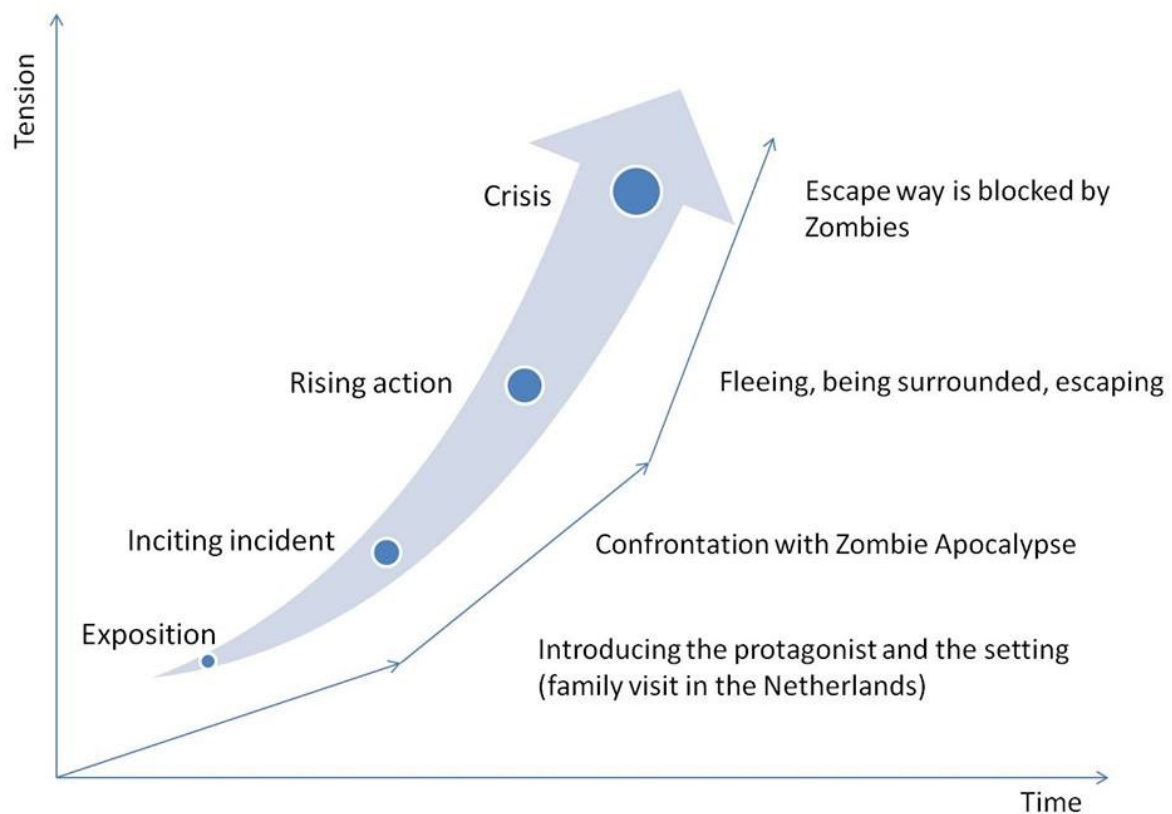 Tension
Crisis
Escape way is blocked by
Zombies
Rising action
Fleeing, being surrounded, escaping
Inciting incident
Confrontation with Zombie Apocalypse
Exposition
Introducing the protagonist and the setting
(family visit in the Netherlands)
Time